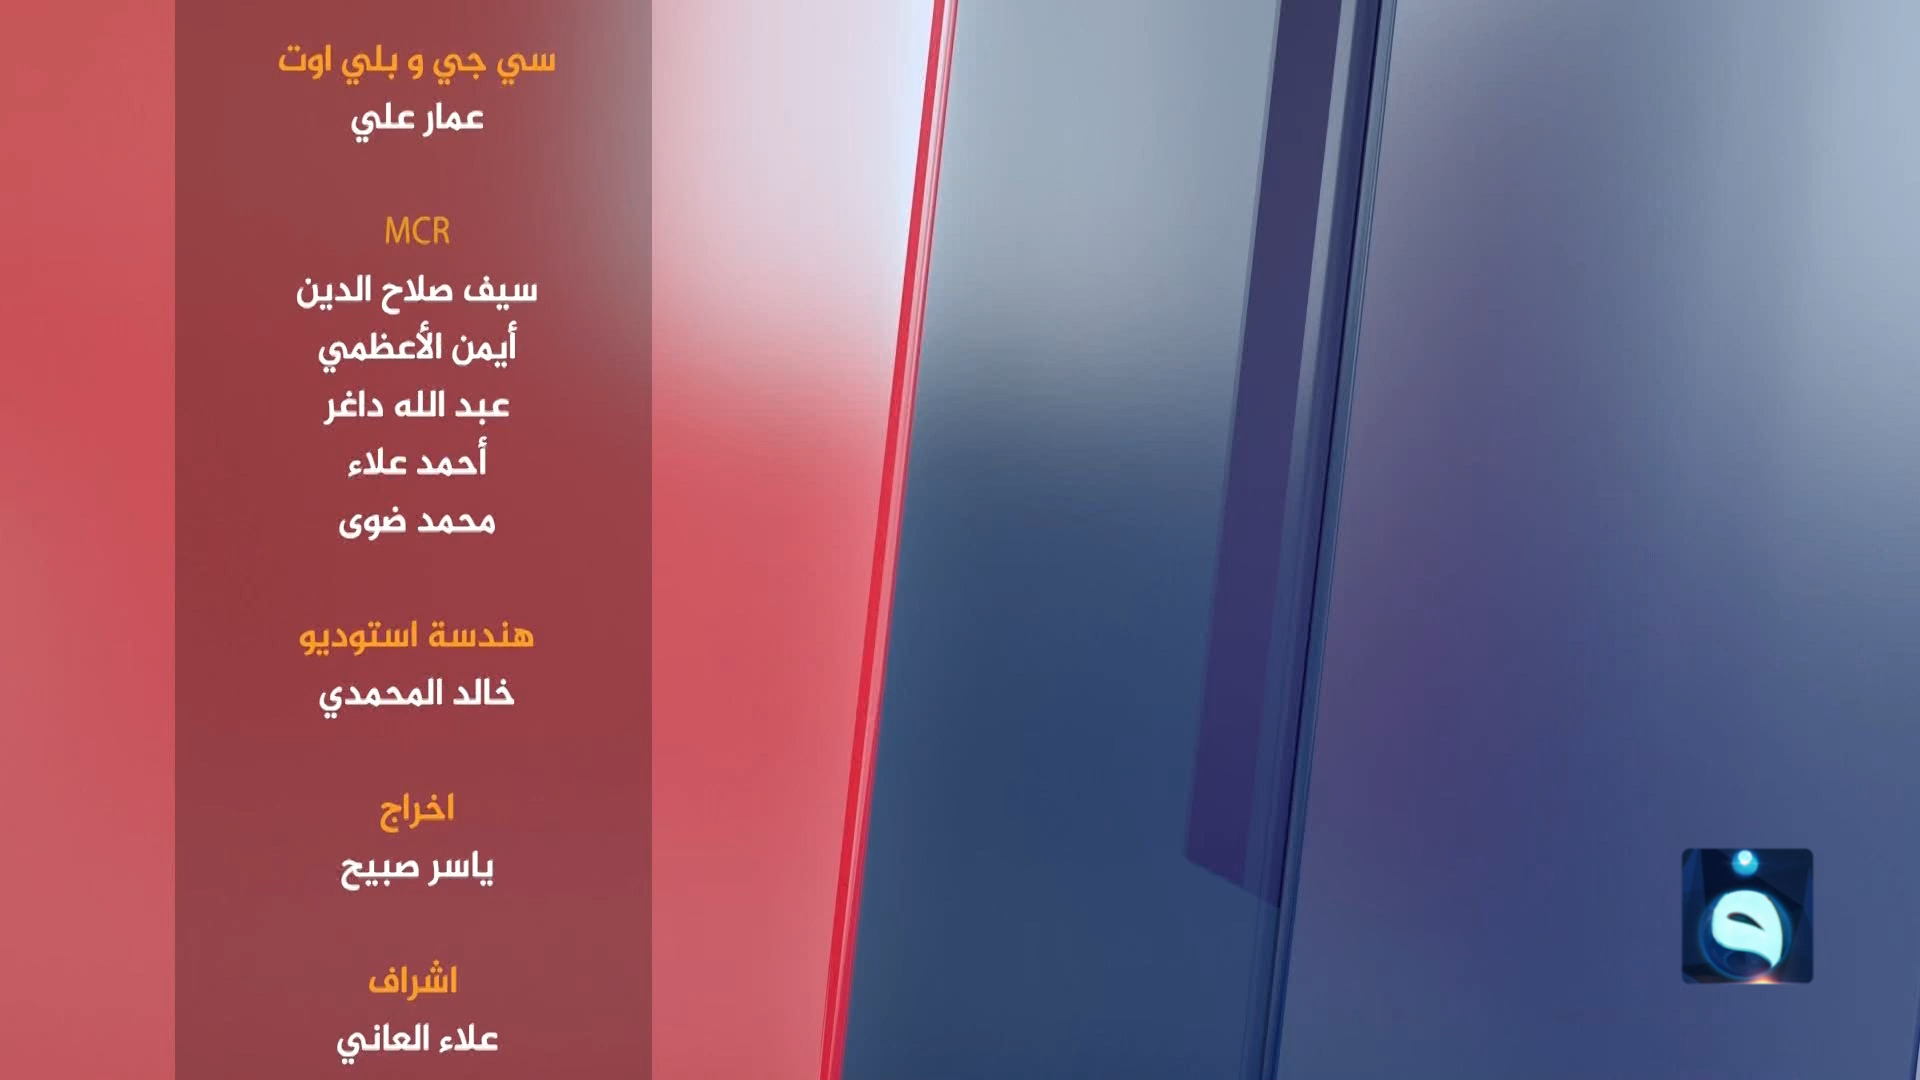 سي جي و بلي اوت
عمار علي
MCR
سيف صلاح الدين
أيمن الأعظمي
عبد الله داغر
أحمد علاء
محمد ضوى
هندسة استوديو
خالد المحمدي
اخراج
ياسر صبيح
اشراف
علاء العاني